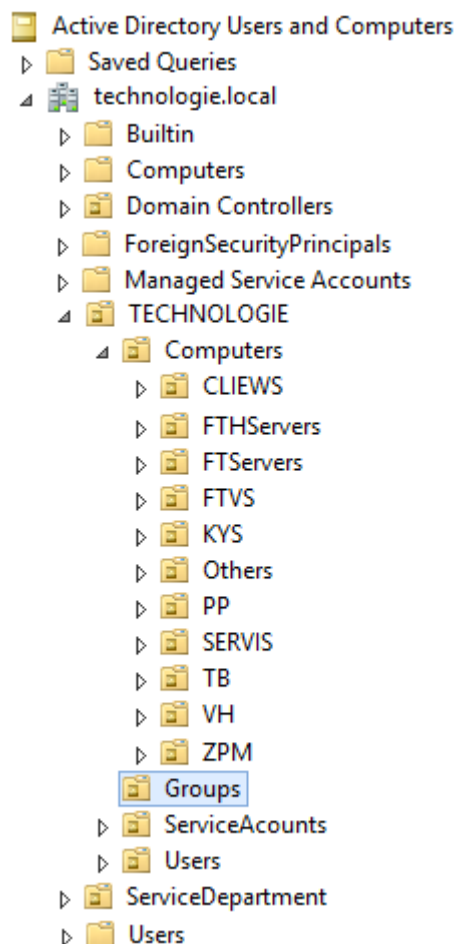 Active Directory Users and Computers
Saved Queries
technologie.local
Builtin
Computers
Domain Controllers
ForeignSecurityPrincipals
Managed Service Accounts
TECHNOLOGIE
Computers
CLIEWS
FTHServers
FTServers
FTVS
KYS
Others
PP
SERVIS
TB
VH
ZPM
Groups
ServiceAcounts
Users
ServiceDepartment
Users